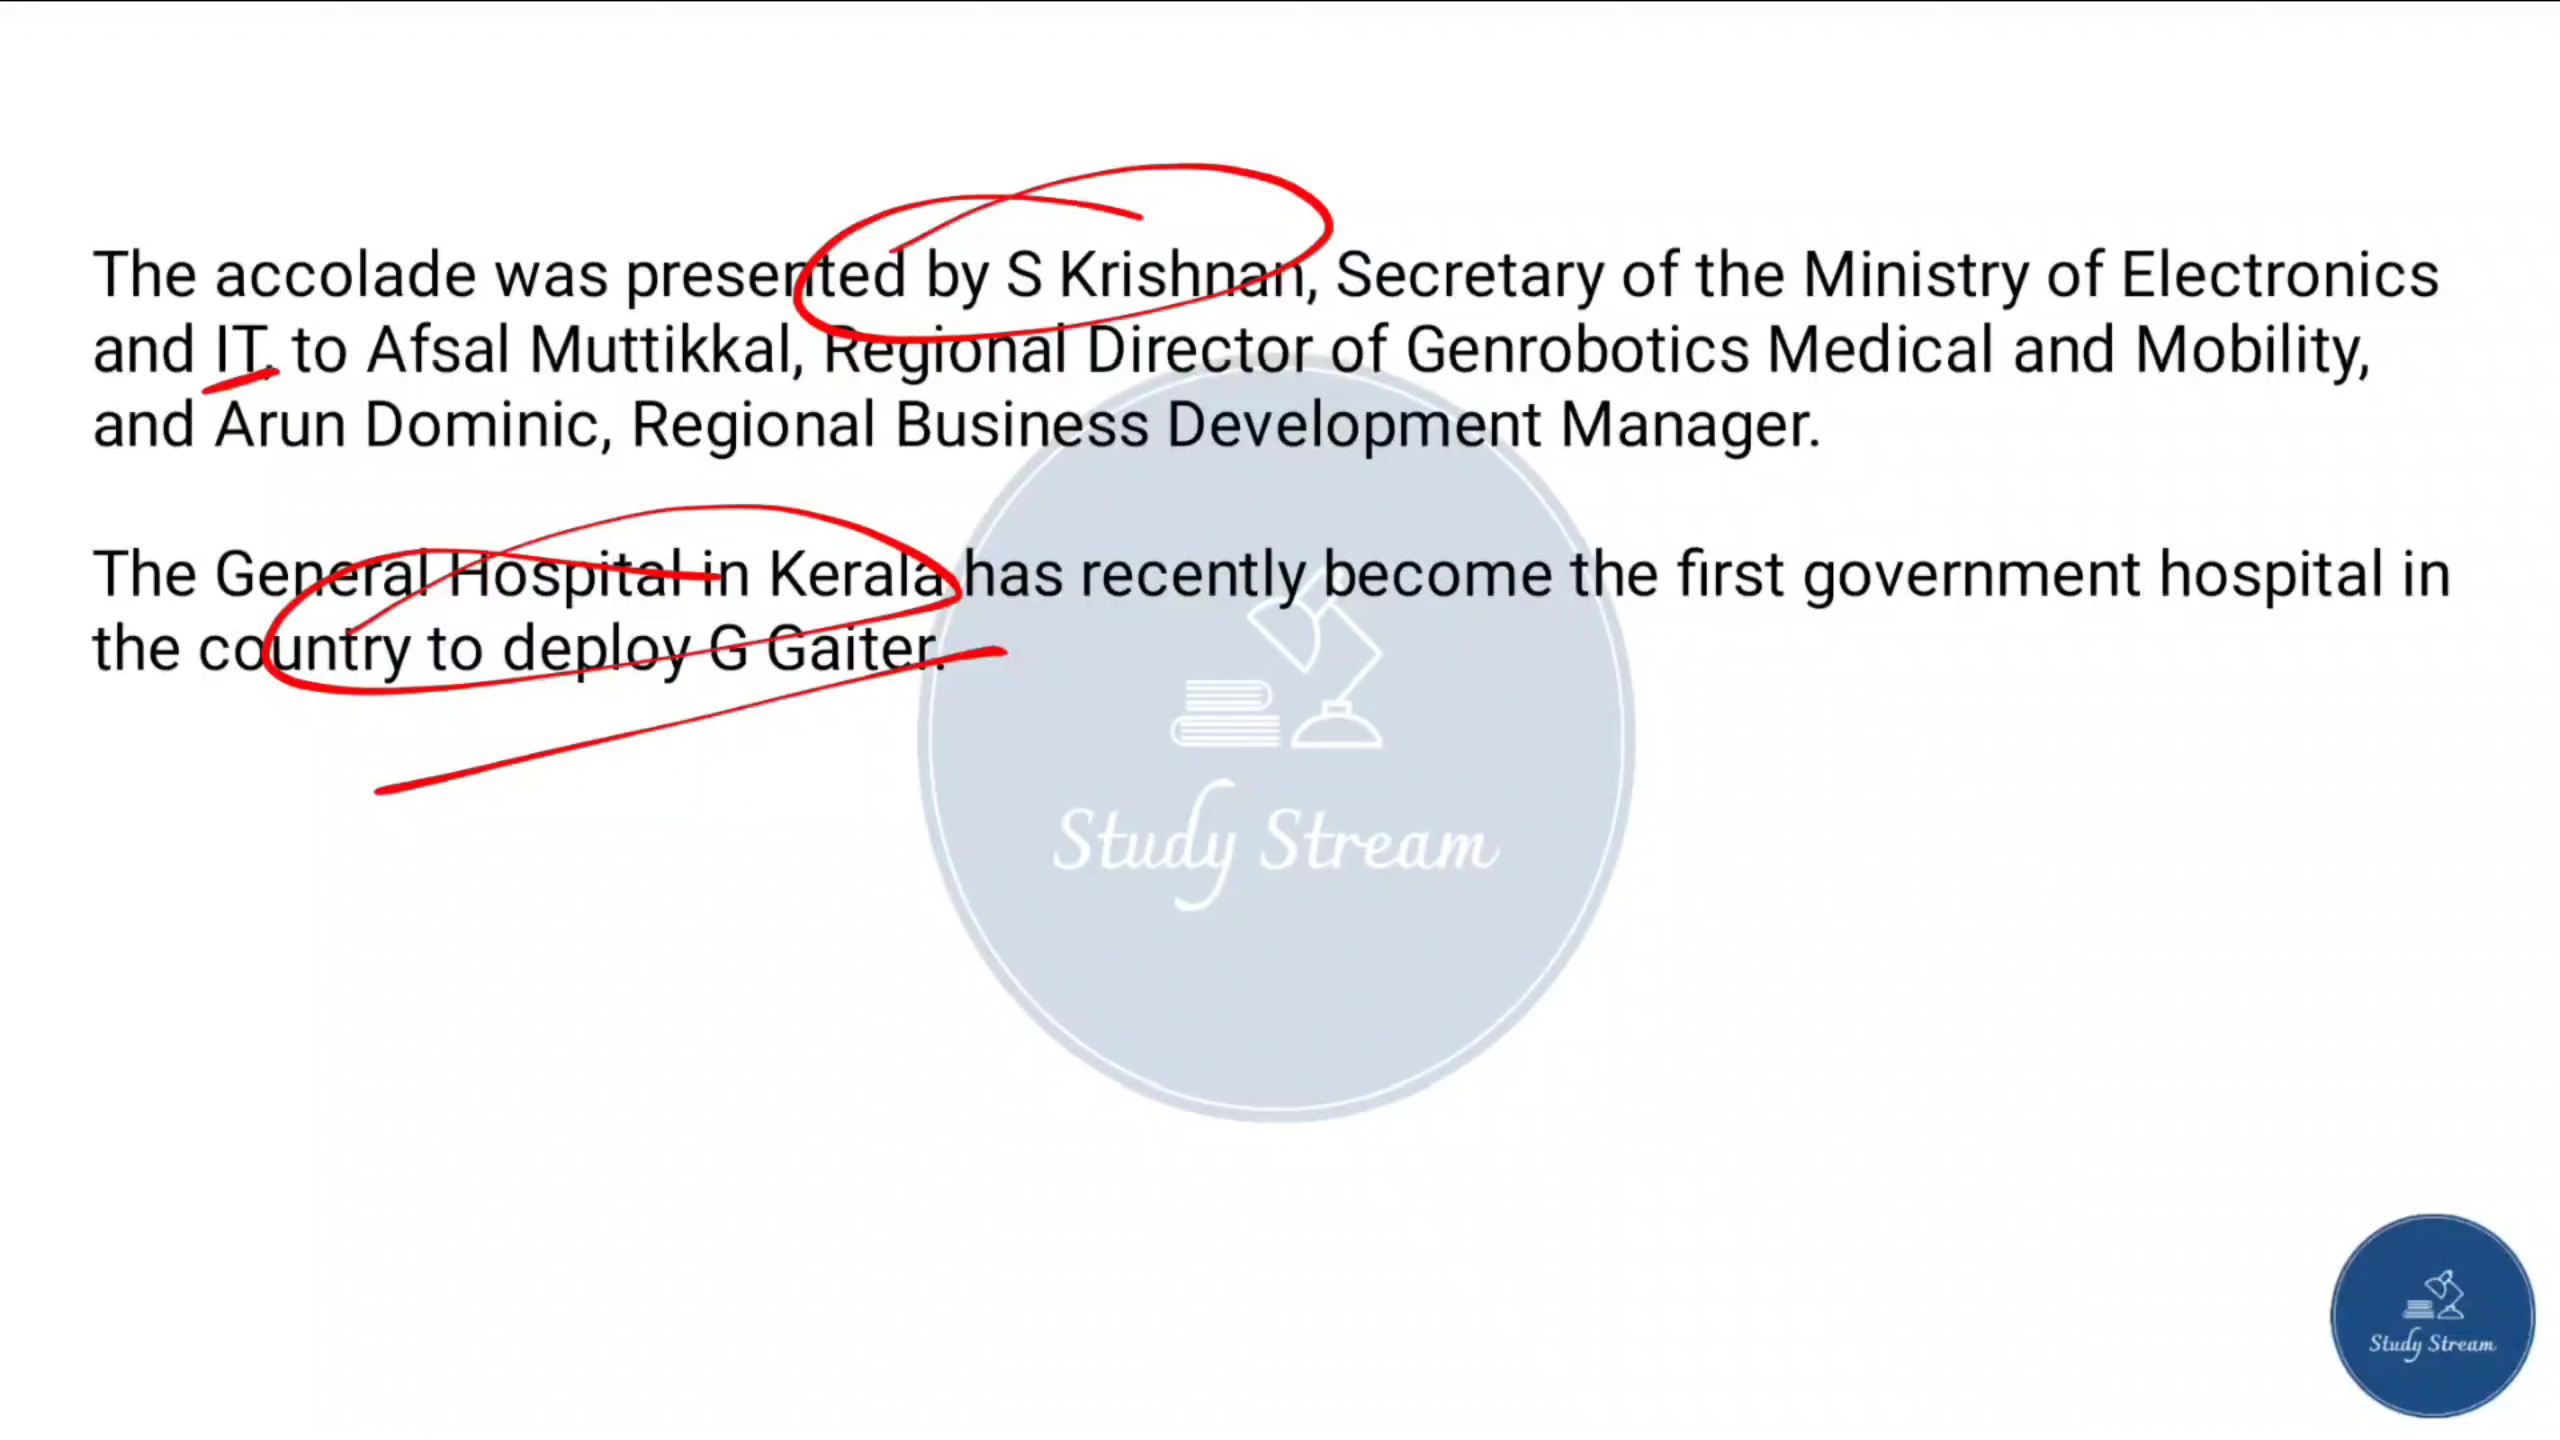 The accolade was presented by S Krishnan, Secretary of the Ministry of Electronics
and IT, to Afsal Muttikkal, Regional Director of Genrobotics Medical and Mobility,
and Arun Dominic, Regional Business Development Manager.
The General Hospital in Kerala has recently become the first government hospital in
the country to deploy G Gaiter.
Study Stream
Study Stream